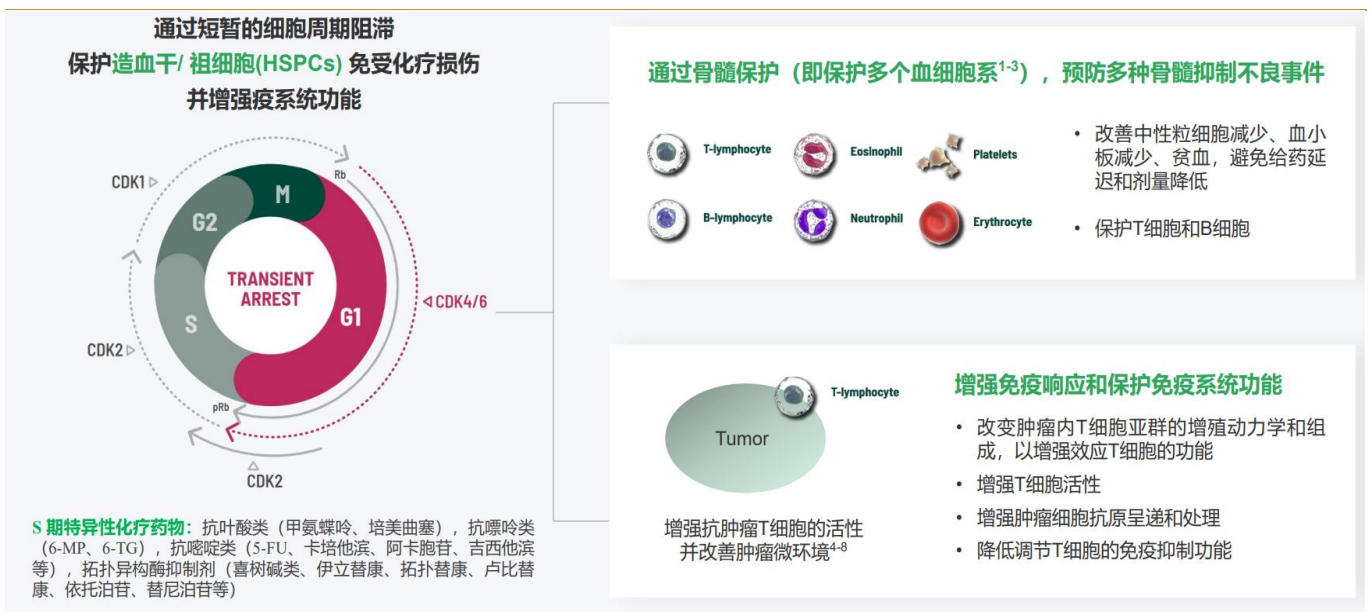 通过短暂的细胞周期阻滞
保护造血干/ 祖细胞(HSPCs) 免受化疗损伤
并增强疫系统功能
CDK1
M
Rb
G2
TRANSIENT
ARREST
CDK4/6
S
G1
CDK2
pRb
CDK2
S 期特异性化疗药物：抗叶酸类（甲氨蝶呤、培美曲塞），抗嘌呤类
（6-MP、6-TG），抗嘧啶类（5-FU、卡培他滨、阿卡胞苷、吉西他滨
等），拓扑异构酶抑制剂（喜树碱类、伊立替康、拓扑替康、卢比替
康、依托泊苷、替尼泊苷等）
通过骨髓保护（即保护多个血细胞系1-3），预防多种骨髓抑制不良事件
T-lymphocyte
Eosinophil
Platelets
B-lymphocyte
Neutrophil
Erythrocyte
• 改善中性粒细胞减少、血小
板减少、贫血，避免给药延
迟和剂量降低
• 保护T细胞和B细胞
T-lymphocyte
Tumor
增强抗肿瘤T细胞的活性
并改善肿瘤微环境4-8
增强免疫响应和保护免疫系统功能
• 改变肿瘤内T细胞亚群的增殖动力学和组
成，以增强效应T细胞的功能
• 增强T细胞活性
• 增强肿瘤细胞抗原呈递和处理
• 降低调节T细胞的免疫抑制功能